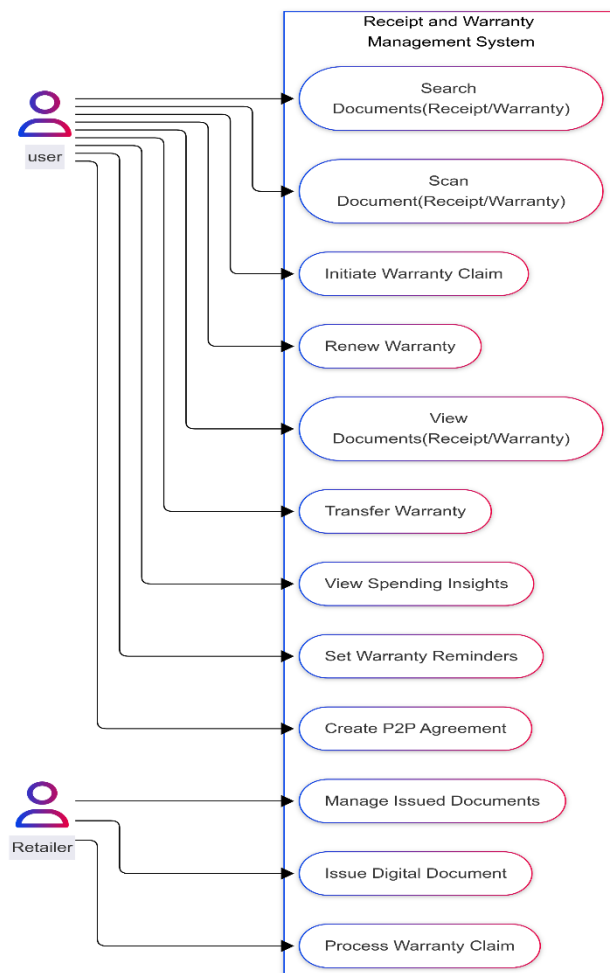 Receipt and Warranty
Management System
Search
Documents(Receipt/Warranty)
user
Scan
Document(Receipt/Warranty)
Initiate Warranty Claim
Renew Warranty
View
Documents(Receipt/Warranty)
Transfer Warranty
View Spending Insights
Set Warranty Reminders
Create P2P Agreement
Manage Issued Documents
Retailer
Issue Digital Document
Process Warranty Claim